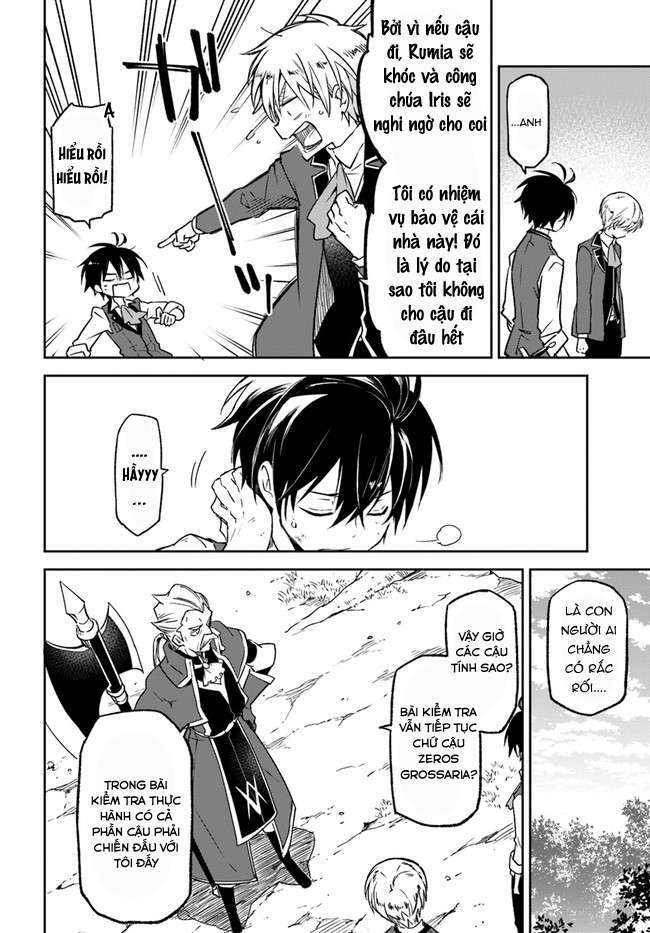 ...ANH
Bởi vì nếu cậu
đi, Rumia sẽ
khóc và công
chúa Iris sẽ
nghi ngờ cho coi
Tôi có nhiệm
vụ bảo vệ cái
nhà này! Đó
là lý do tại
sao tôi không
cho cậu đi
đâu hết
A
HIỂU RỒI
HIỂU RỒI!
....
HẦYYY
...
LÀ CON
NGƯỜI AI
CHẲNG
CÓ RẮC
RỐI....
VẬY GIỜ
CÁC CẬU
TÍNH SAO?
BÀI KIỂM TRA
VẪN TIẾP TỤC
CHỨ CẬU
ZEROS
GROSSARIA?
TRONG BÀI
KIỂM TRA THỰC
HÀNH CÓ CẢ
PHẦN CẬU PHẢI
CHIẾN ĐẤU VỚI
TÔI ĐẤY